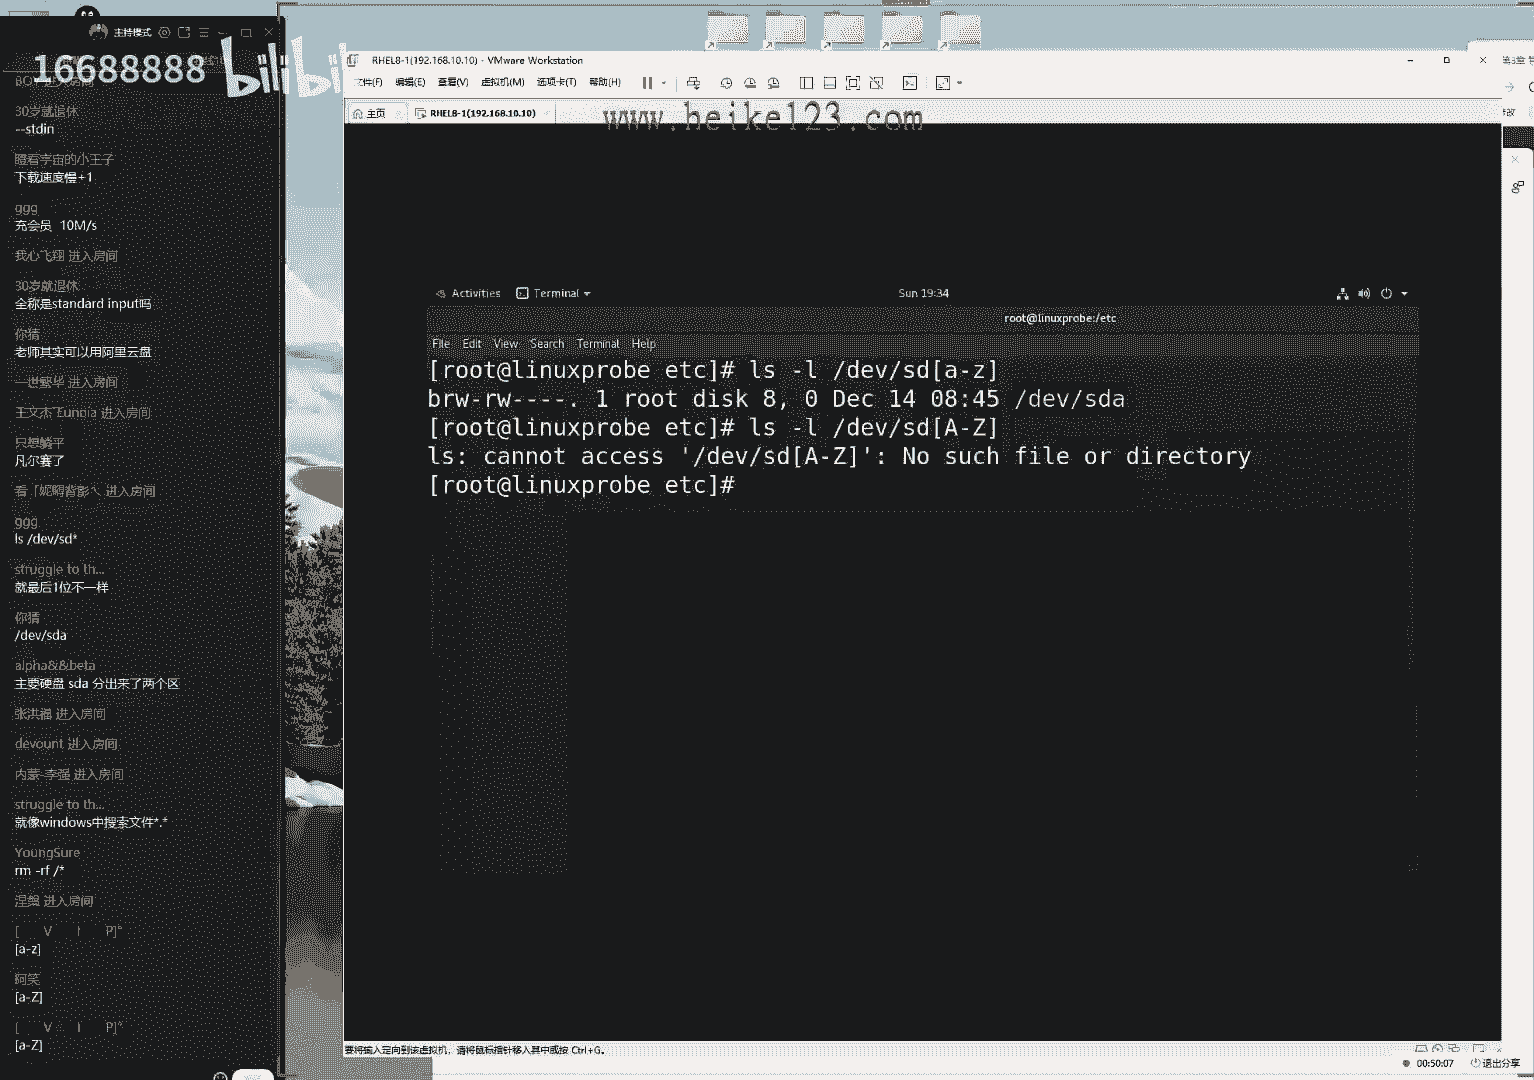 主持模式
16688888 bilibili
30岁就退休
--stdin
瞪着宇宙的小王子
下载速度慢+1
ggg
充会员 10M/s
我心飞翔 进入房间
30岁就退休
全称是standard input吗
你猜
老师其实可以用阿里云盘
一世繁华 进入房间
进入房间
只想躺平
凡尔赛了
进入房间
ggg
ls /dev/sd*
struggle to th...
就最后1位不一样
你猜
/dev/sda
alpha&&beta
主要硬盘 sda 分出来了两个区
张洪福 进入房间
devount 进入房间
内蒙-李强 进入房间
struggle to th...
就像windows中搜索文件*.*
YoungSure
rm -rf /*
涅槃 进入房间
[ V I P]°
[a-z]
阿笑
[a-Z]
[ V I P]°
[a-Z]
RHEL8-1(192.168.10.10) - VMware Workstation
文件(F) 编辑(E) 查看(V) 虚拟机(M) 选项卡(T) 帮助(H)
主页 RHEL8-1(192.168.10.10)
www.heike123.com
Activities Terminal Sun 19:34
root@linuxprobe:/etc
File Edit View Search Terminal Help
[root@linuxprobe etc]# ls -l /dev/sd[a-z]
brw-rw----. 1 root disk 8, 0 Dec 14 08:45 /dev/sda
[root@linuxprobe etc]# ls -l /dev/sd[A-Z]
ls: cannot access '/dev/sd[A-Z]': No such file or directory
[root@linuxprobe etc]#
要将输入定向到该虚拟机，请将鼠标指针移入其中或按 Ctrl+G。
00:50:07 退出分享